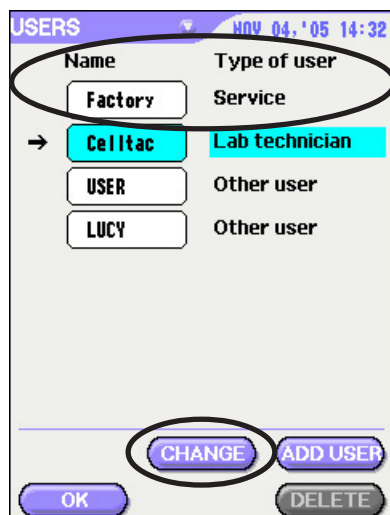 USERS NOV 04,'05 14:32
Name Type of user
Factory Service
→ Celltac Lab technician
USER Other user
LUCY Other user
CHANGE ADD USER
OK DELETE